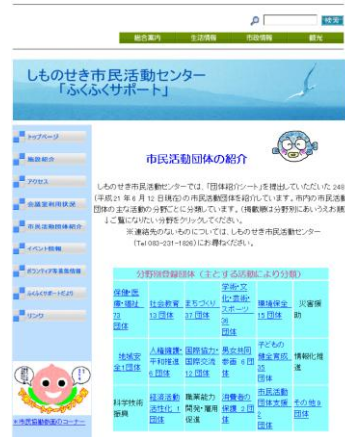 検索
総合案内 生活情報 市政情報 観光
しものせき市民活動センター
「ふくふくサポート」
トップページ
施設紹介
アクセス
会議室利用状況
市民活動団体紹介
イベント情報
ボランティア募集情報
ふくふくサポートだより
リンク
市民活動団体の紹介
しものせき市民活動センターでは、「団体紹介シート」を提出していただいた 248
(平成 21 年 6 月 12 日現在)の市民活動団体を紹介しています。市内の市民活動
団体の主な活動の分野ごとに分類しています。(掲載順は分野別にあいうえお順
↓ご覧になりたい分野をクリックしてください。
※連絡先のないものについては、しものせき市民活動センター
(Tel 083-231-1826)にお尋ねください。
分野別登録団体(主とする活動により分類)
保健・医療・福祉 73 団体
社会教育 13 団体
まちづくり 37 団体
学術・文化・芸術・スポーツ 団体
環境保全 15 団体
災害援助
地域安全1団体
人権擁護・平和推進 6 団体
国際協力・国際交流 12 団体
男女共同参画 6 団体
子どもの健全育成 35 団体
情報化推進
科学技術振興
経済活動活性化 1 団体
職業能力開発・雇用促進
消費者の保護 2 団体
市民活動団体支援 2 団体
その他 9 団体
市民協働参画のコーナー